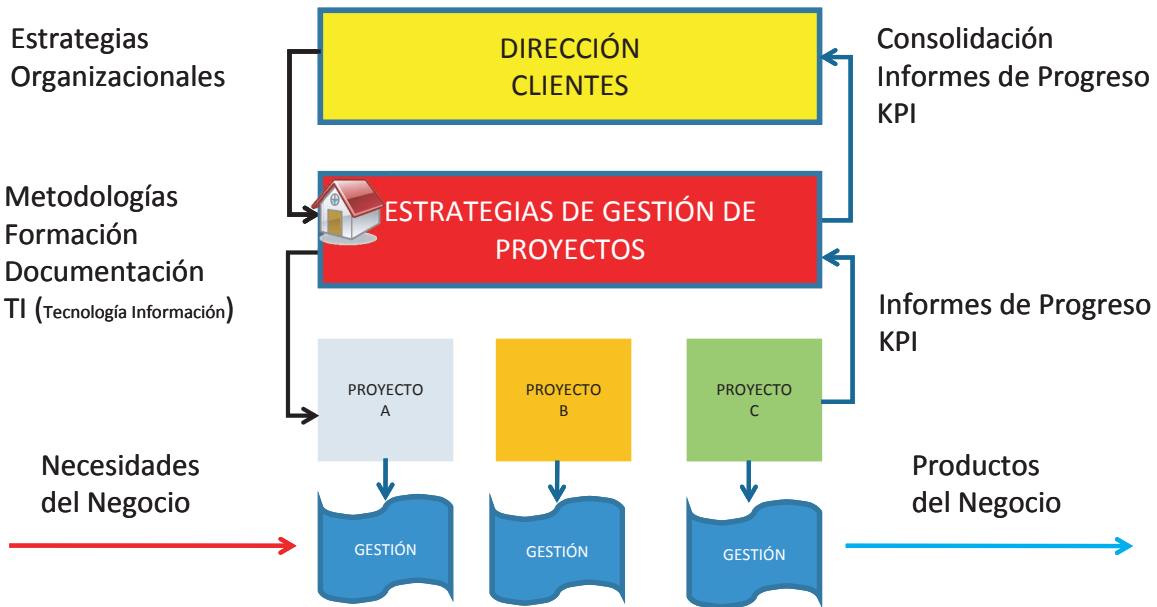 Estrategias
Organizacionales
DIRECCIÓN
CLIENTES
Consolidación
Informes de Progreso
KPI
Metodologías
Formación
Documentación
TI (Tecnología Información)
ESTRATEGIAS DE GESTIÓN DE
PROYECTOS
Informes de Progreso
KPI
PROYECTO
A
PROYECTO
B
PROYECTO
C
Necesidades
del Negocio
GESTIÓN
GESTIÓN
GESTIÓN
Productos
del Negocio